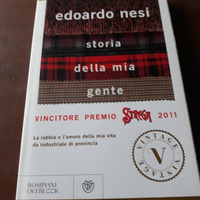 edoardo nesi
storia
della mia
gente
VINCITORE PREMIO Strega 2011
La rabbia e l'amore della mia vita
da industriale di provincia
VINTAGE
V
BOMPIANI
OVERLOOK